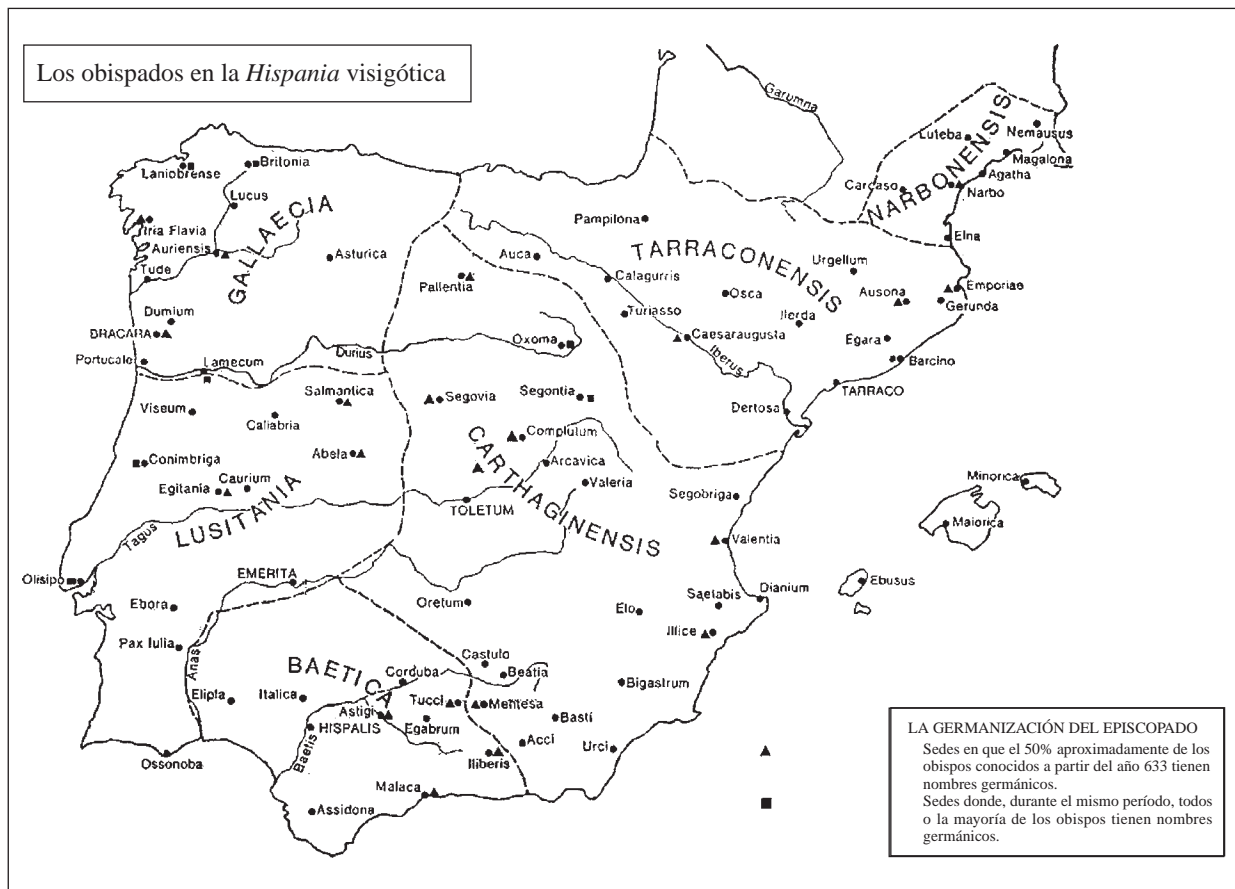 Los obispados en la Hispania visigótica
Garumna
Luteba
Nemausus
Magalona
Agatha
Carcaso
Narbo
NARBONENSIS
Elna
Laniobrense
Britonia
Lucus
Iria Flavia
Auriensis
GALLAECIA
Asturica
Tude
Dumium
BRACARA
Portucale
Lamecum
Durius
Pampilona
Auca
TARRACONENSIS
Calagurris
Urgellum
Pallentia
Osca
Ausona
Emporiae
Gerunda
Turiasso
Ilerda
Caesaraugusta
Egara
Oxoma
Iberus
Barcino
TARRACO
Dertosa
Salmantica
Segovia
Segontia
Viseum
Caliabria
Complutum
CARTHAGINENSIS
Conimbriga
Abela
Arcavica
Valeria
Egitania
Caurium
Segobriga
Minorica
TOLETUM
Maiorica
LUSITANIA
Tagus
Valentia
Olisipo
EMERITA
Ebusus
Ebora
Oretum
Elo
Saetabis
Dianium
Illice
Pax Iulia
Anas
BAETICA
Castulo
Beatia
Corduba
Bigastrum
Elipla
Italica
Tucci
Mentesa
Astigi
HISPALIS
Egabrum
Basti
Baetis
Acci
Urci
Iliberis
Ossonoba
Malaca
Assidona
LA GERMANIZACIÓN DEL EPISCOPADO
Sedes en que el 50% aproximadamente de los
obispos conocidos a partir del año 633 tienen
nombres germánicos.
Sedes donde, durante el mismo período, todos
o la mayoría de los obispos tienen nombres
germánicos.